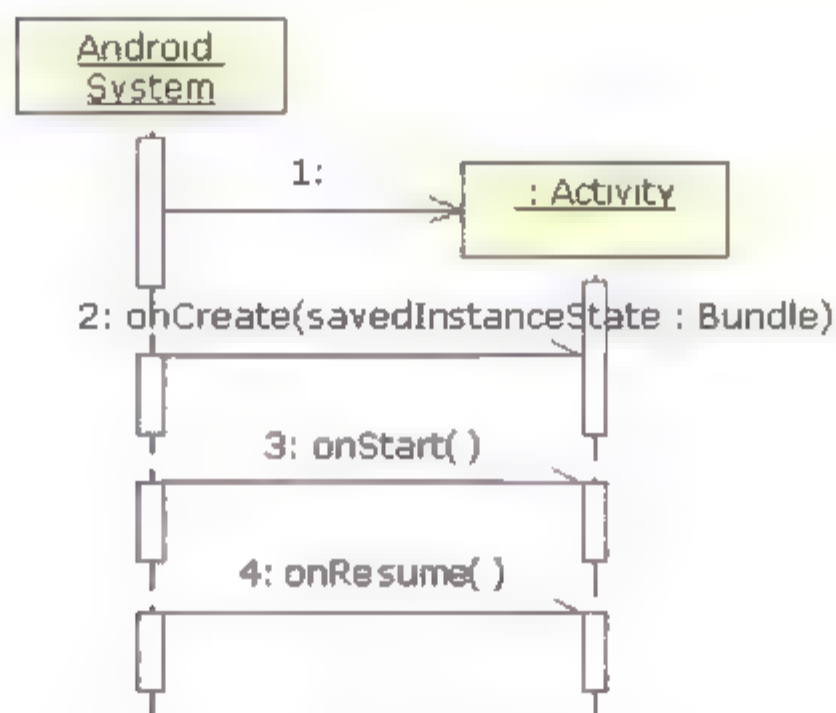 Android
System
1:
: Activity
2: onCreate(savedInstanceState : Bundle)
3: onStart( )
4: onResume( )